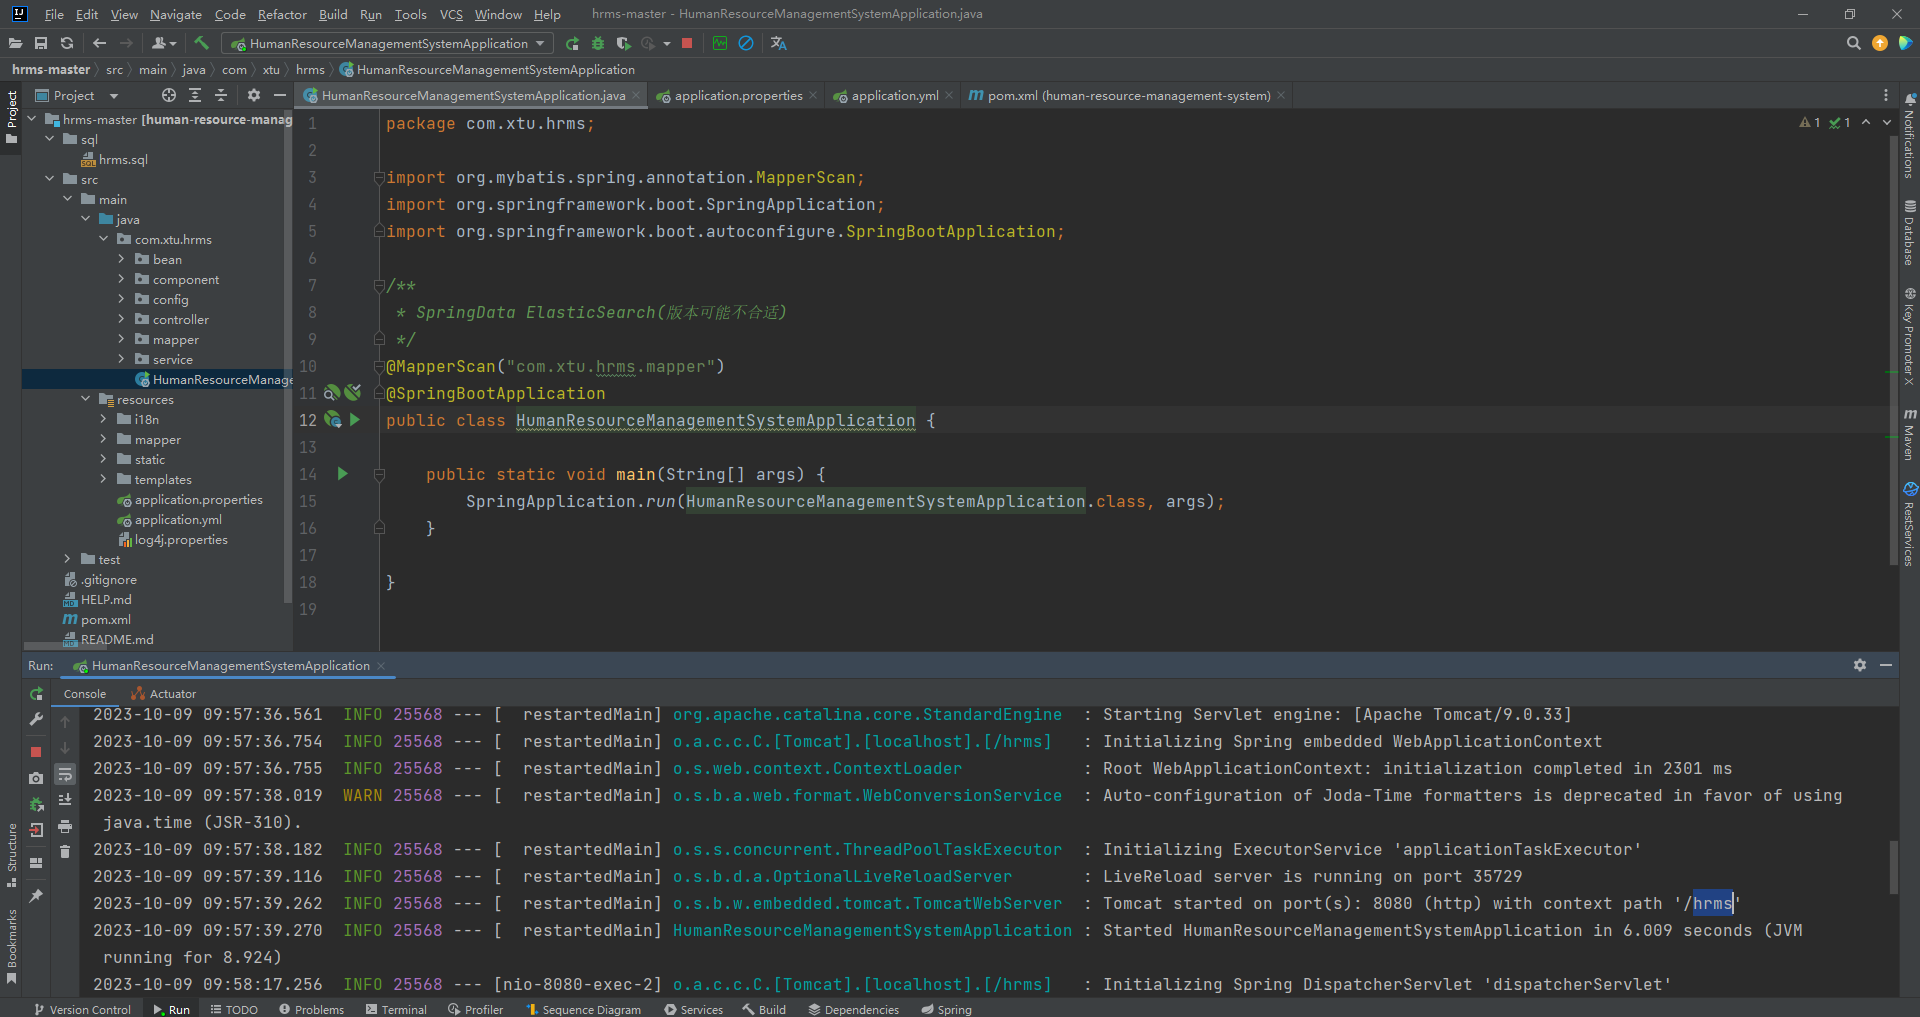 File Edit View Navigate Code Refactor Build Run Tools VCS Window Help hrms-master - HumanResourceManagementSystemApplication.java
HumanResourceManagementSystemApplication
hrms-master src main java com xtu hrms HumanResourceManagementSystemApplication
Project
HumanResourceManagementSystemApplication.java application.properties application.yml pom.xml (human-resource-management-system)
Project
hrms-master [human-resource-manag
sql
hrms.sql
src
main
java
com.xtu.hrms
bean
component
config
controller
mapper
service
HumanResourceManage
resources
i18n
mapper
static
templates
application.properties
application.yml
log4j.properties
test
.gitignore
HELP.md
pom.xml
README.md
1 package com.xtu.hrms;
2
3 import org.mybatis.spring.annotation.MapperScan;
4 import org.springframework.boot.SpringApplication;
5 import org.springframework.boot.autoconfigure.SpringBootApplication;
6
7 /**
8 * SpringData ElasticSearch(版本可能不合适)
9 */
10 @MapperScan("com.xtu.hrms.mapper")
11 @SpringBootApplication
12 public class HumanResourceManagementSystemApplication {
13
14 public static void main(String[] args) {
15 SpringApplication.run(HumanResourceManagementSystemApplication.class, args);
16 }
17
18 }
19
1 1
Notifications
Database
Key Promoter X
Maven
RestServices
Run: HumanResourceManagementSystemApplication
Console Actuator
2023-10-09 09:57:36.561 INFO 25568 --- [ restartedMain] org.apache.catalina.core.StandardEngine : Starting Servlet engine: [Apache Tomcat/9.0.33]
2023-10-09 09:57:36.754 INFO 25568 --- [ restartedMain] o.a.c.c.C.[Tomcat].[localhost].[/hrms] : Initializing Spring embedded WebApplicationContext
2023-10-09 09:57:36.755 INFO 25568 --- [ restartedMain] o.s.web.context.ContextLoader : Root WebApplicationContext: initialization completed in 2301 ms
2023-10-09 09:57:38.019 WARN 25568 --- [ restartedMain] o.s.b.a.web.format.WebConversionService : Auto-configuration of Joda-Time formatters is deprecated in favor of using
java.time (JSR-310).
2023-10-09 09:57:38.182 INFO 25568 --- [ restartedMain] o.s.s.concurrent.ThreadPoolTaskExecutor : Initializing ExecutorService 'applicationTaskExecutor'
2023-10-09 09:57:39.116 INFO 25568 --- [ restartedMain] o.s.b.d.a.OptionalLiveReloadServer : LiveReload server is running on port 35729
2023-10-09 09:57:39.262 INFO 25568 --- [ restartedMain] o.s.b.w.embedded.tomcat.TomcatWebServer : Tomcat started on port(s): 8080 (http) with context path '/hrms'
2023-10-09 09:57:39.270 INFO 25568 --- [ restartedMain] HumanResourceManagementSystemApplication : Started HumanResourceManagementSystemApplication in 6.009 seconds (JVM
running for 8.924)
2023-10-09 09:58:17.256 INFO 25568 --- [nio-8080-exec-2] o.a.c.c.C.[Tomcat].[localhost].[/hrms] : Initializing Spring DispatcherServlet 'dispatcherServlet'
Structure
Bookmarks
Version Control Run TODO Problems Terminal Profiler Sequence Diagram Services Build Dependencies Spring